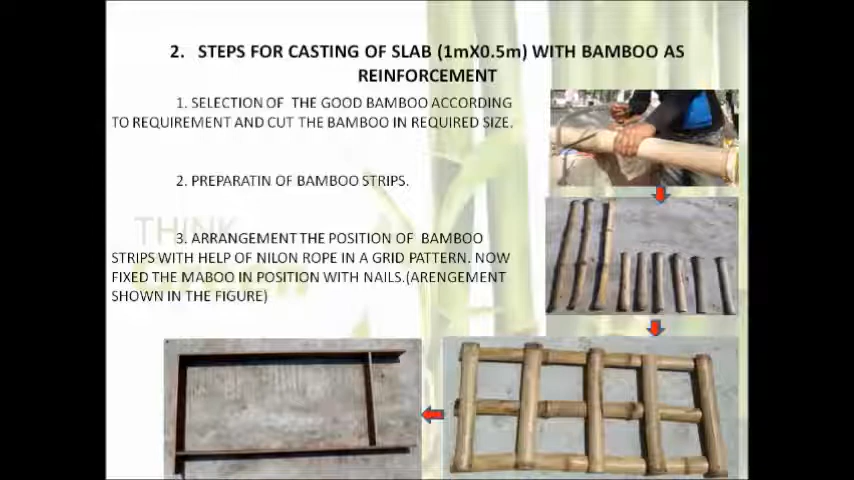 2. STEPS FOR CASTING OF SLAB (1mX0.5m) WITH BAMBOO AS
REINFORCEMENT
1. SELECTION OF THE GOOD BAMBOO ACCORDING
TO REQUIREMENT AND CUT THE BAMBOO IN REQUIRED SIZE.
2. PREPARATIN OF BAMBOO STRIPS.
THINK
3. ARRANGEMENT THE POSITION OF BAMBOO
STRIPS WITH HELP OF NILON ROPE IN A GRID PATTERN. NOW
FIXED THE MABOO IN POSITION WITH NAILS.(ARENGEMENT
SHOWN IN THE FIGURE)